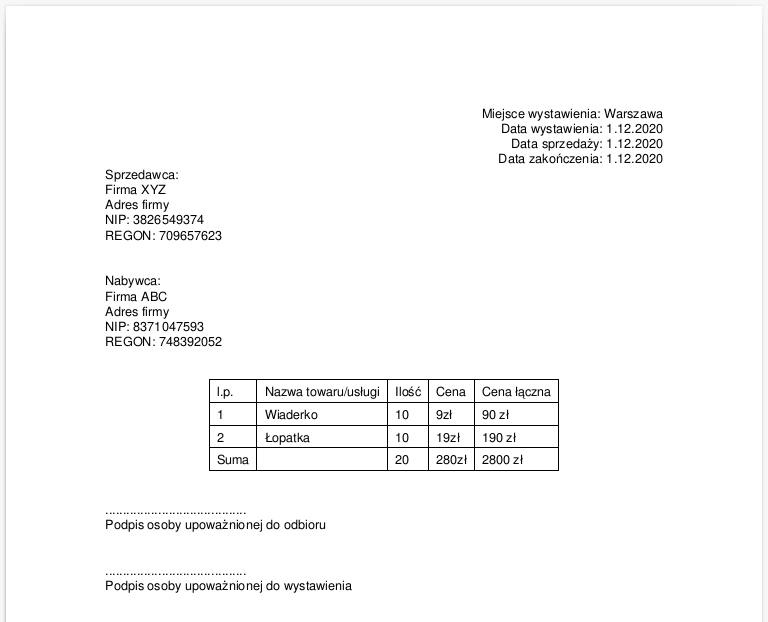 Miejsce wystawienia: Warszawa
Data wystawienia: 1.12.2020
Data sprzedaży: 1.12.2020
Data zakończenia: 1.12.2020
Sprzedawca:
Firma XYZ
Adres firmy
NIP: 3826549374
REGON: 709657623
Nabywca:
Firma ABC
Adres firmy
NIP: 8371047593
REGON: 748392052
l.p. Nazwa towaru/usługi Ilość Cena Cena łączna
1 Wiaderko 10 9zł 90 zł
2 Łopatka 10 19zł 190 zł
Suma 20 280zł 2800 zł
........................................
Podpis osoby upoważnionej do odbioru
........................................
Podpis osoby upoważnionej do wystawienia